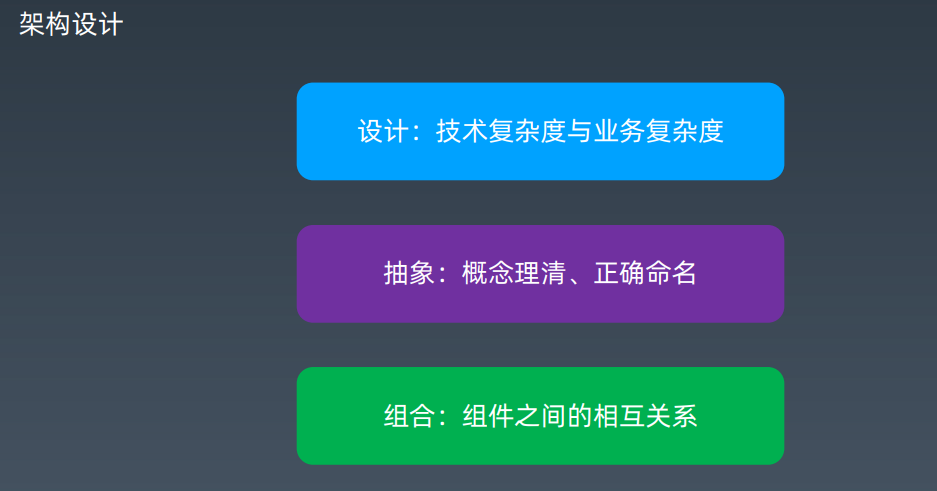 架构设计
设计：技术复杂度与业务复杂度
抽象：概念理清、正确命名
组合：组件之间的相互关系